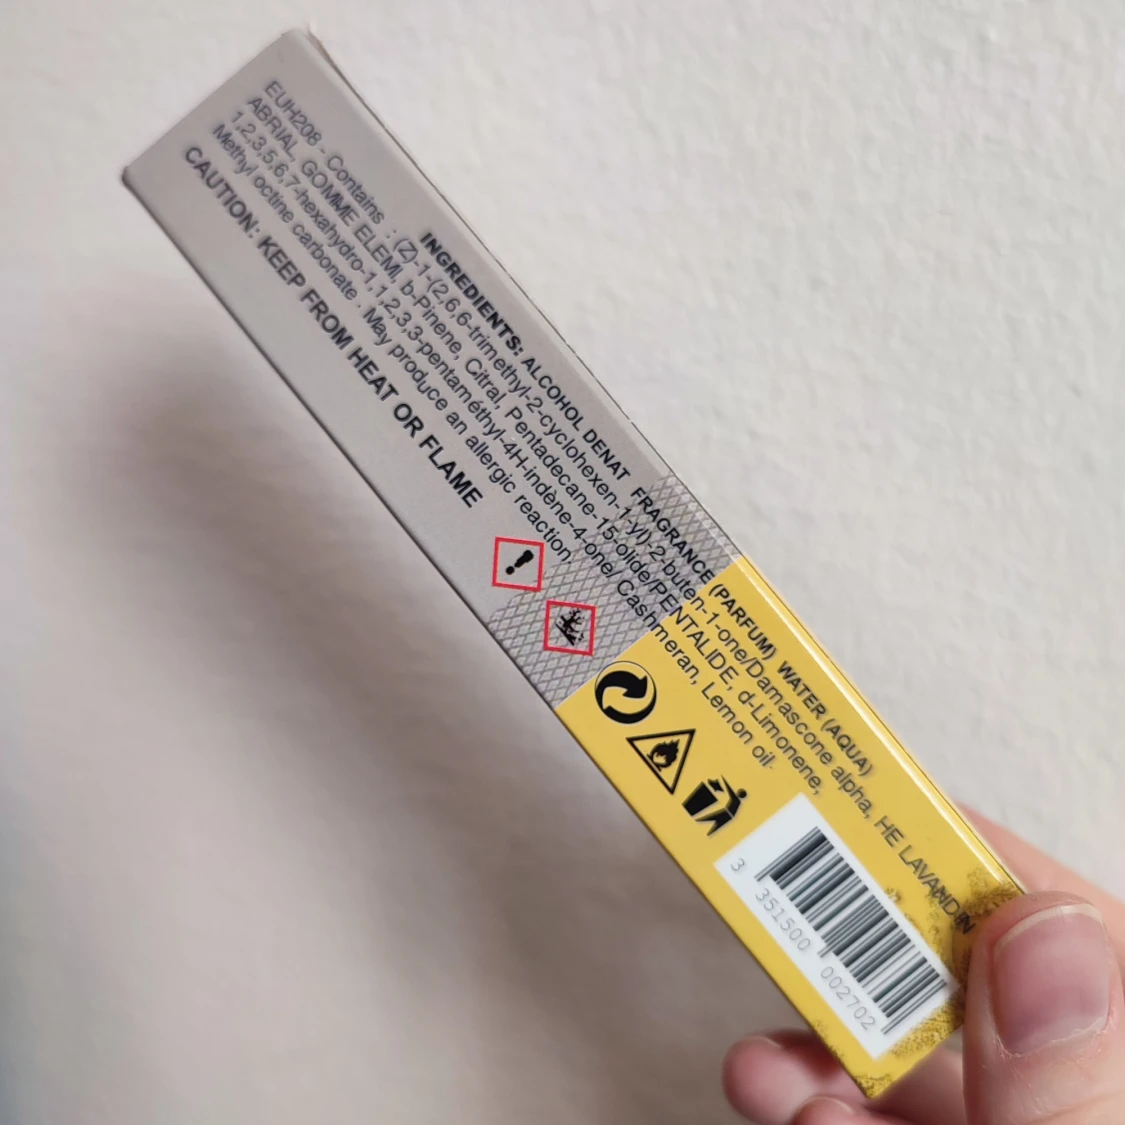 INGREDIENTS: ALCOHOL DENAT FRAGRANCE (PARFUM) WATER (AQUA)
EUH208 - Contains : (Z)-1-(2,6,6-trimethyl-2-cyclohexen-1-yl)-2-buten-1-one/Damascone alpha, HE LAVANDIN
ABRIAL, GOMME ELEMI, b-Pinene, Citral, Pentadecane-15-olide/PENTALIDE, d-Limonene,
1,2,3,5,6,7-hexahydro-1,1,2,3,3-pentaméthyl-4H-indène-4-one/ Cashmeran, Lemon oil.
Methyl octine carbonate . May produce an allergic reaction.
CAUTION: KEEP FROM HEAT OR FLAME
3 351500 002702